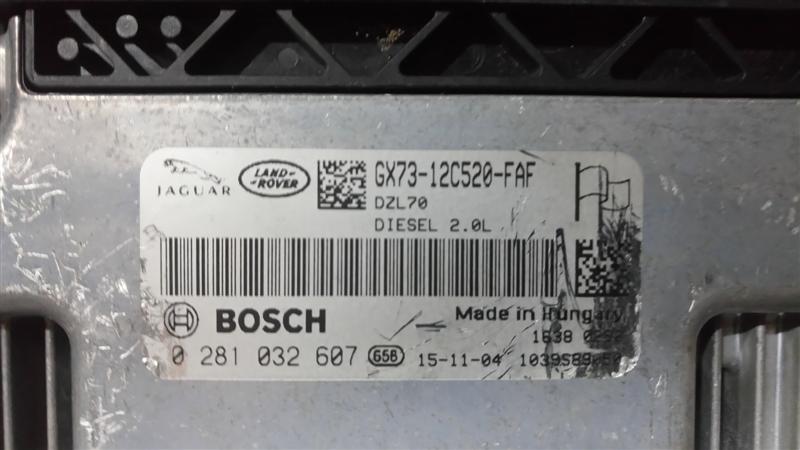 JAGUAR
LAND-
-ROVER
GX73-12C520-FAF
DZL70
DIESEL 2.0L
BOSCH
Made in Hungary
0 281 032 607 658 15-11-04